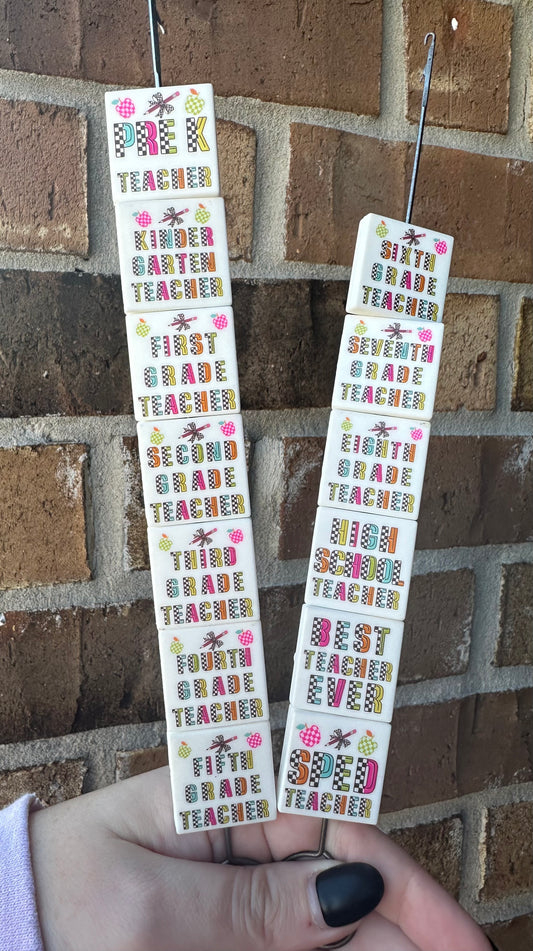 PRE K
TEACHER
KINDER
GARTEN
TEACHER
FIRST
GRADE
TEACHER
SECOND
GRADE
TEACHER
THIRD
GRADE
TEACHER
FOURTH
GRADE
TEACHER
FIFTH
GRADE
TEACHER
SIXTH
GRADE
TEACHER
SEVENTH
GRADE
TEACHER
EIGHTH
GRADE
TEACHER
HIGH
SCHOOL
TEACHER
BEST
TEACHER
EVER
SPED
TEACHER